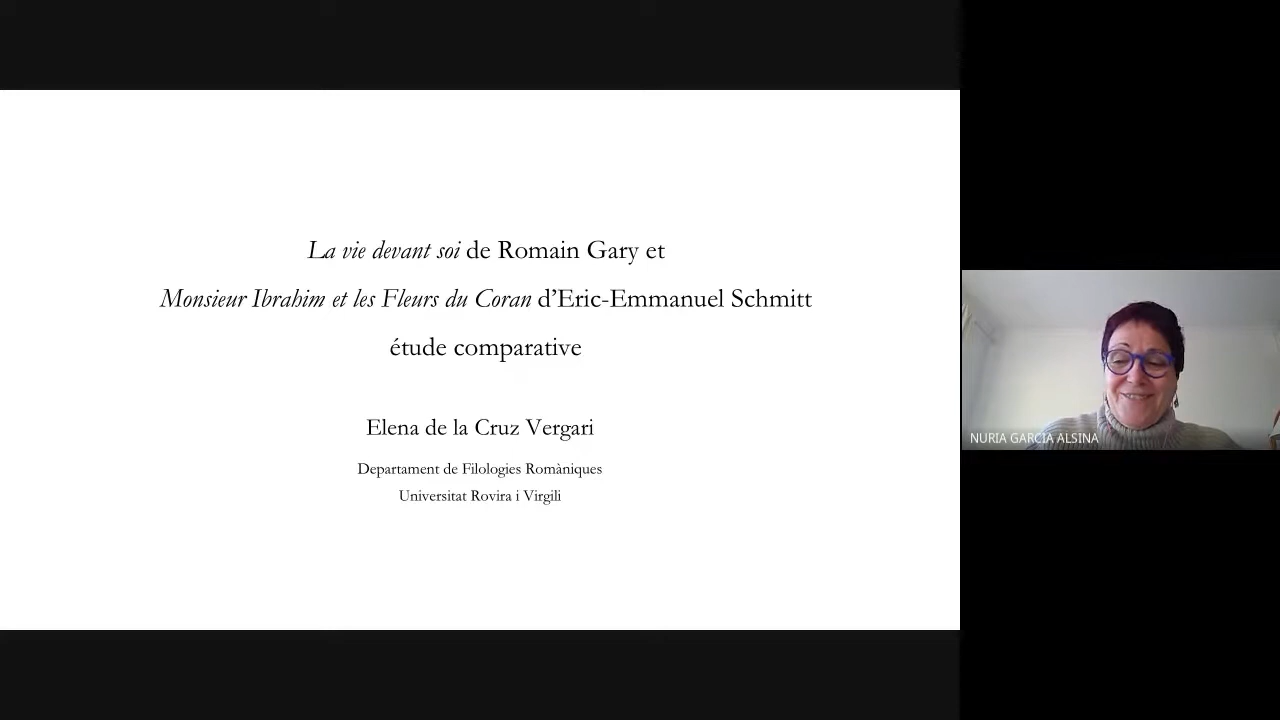 La vie devant soi de Romain Gary et
Monsieur Ibrahim et les Fleurs du Coran d’Eric-Emmanuel Schmitt
étude comparative
Elena de la Cruz Vergari
Departament de Filologies Romàniques
Universitat Rovira i Virgili
NURIA GARCIA ALSINA